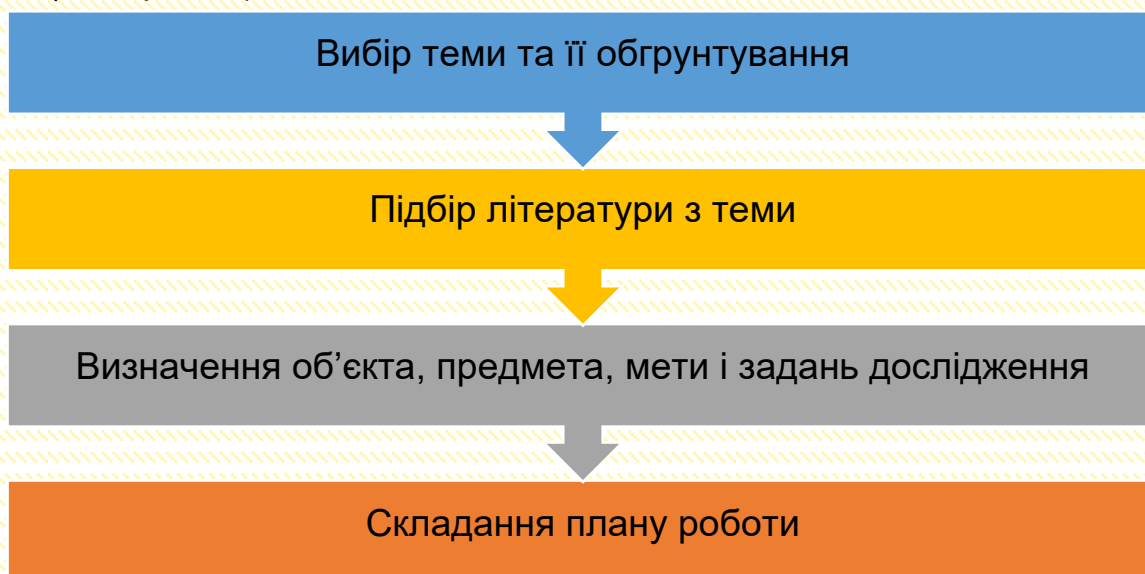 Вибір теми та її обгрунтування
Підбір літератури з теми
Визначення об’єкта, предмета, мети і задань дослідження
Складання плану роботи